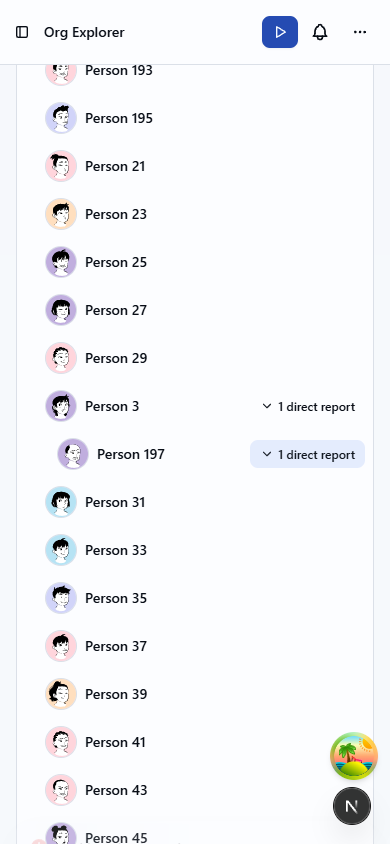 Org Explorer
Person 193
Person 195
Person 21
Person 23
Person 25
Person 27
Person 29
Person 3 1 direct report
Person 197 1 direct report
Person 31
Person 33
Person 35
Person 37
Person 39
Person 41
Person 43
Person 45
N